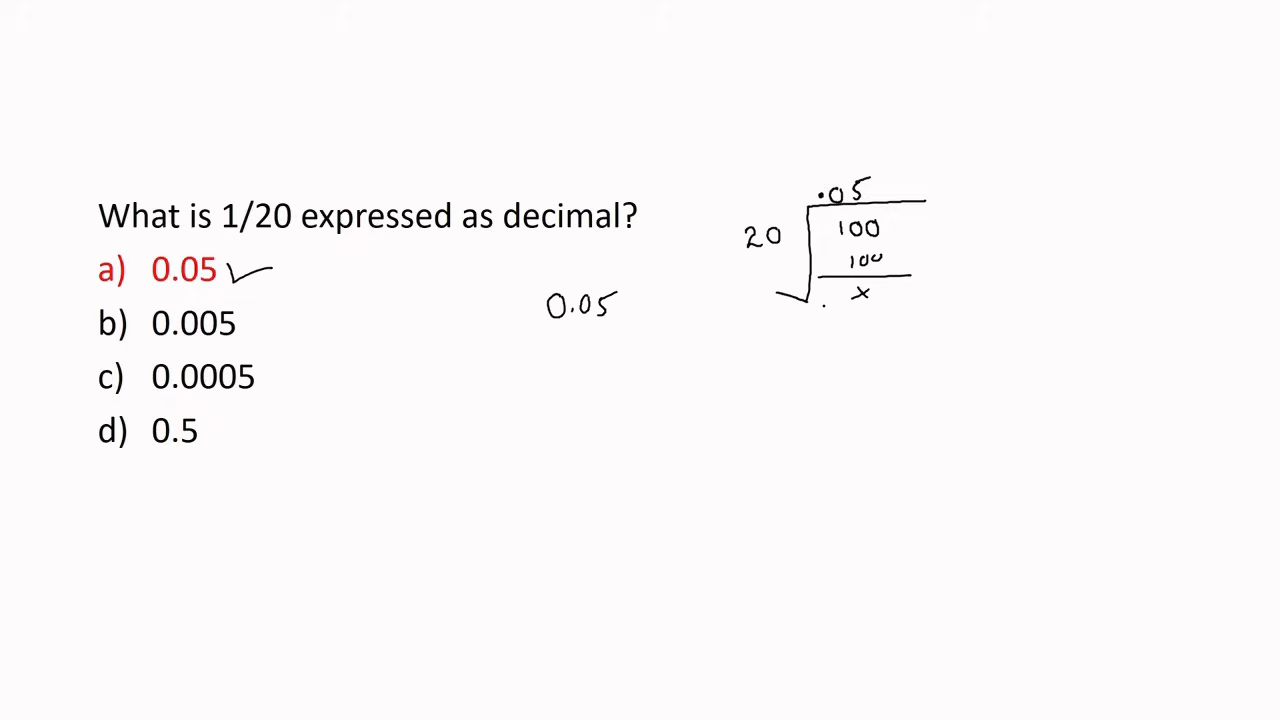 What is 1/20 expressed as decimal?
a) 0.05 ✓
b) 0.005
c) 0.0005
d) 0.5
0.05
.05
20
100
100
x